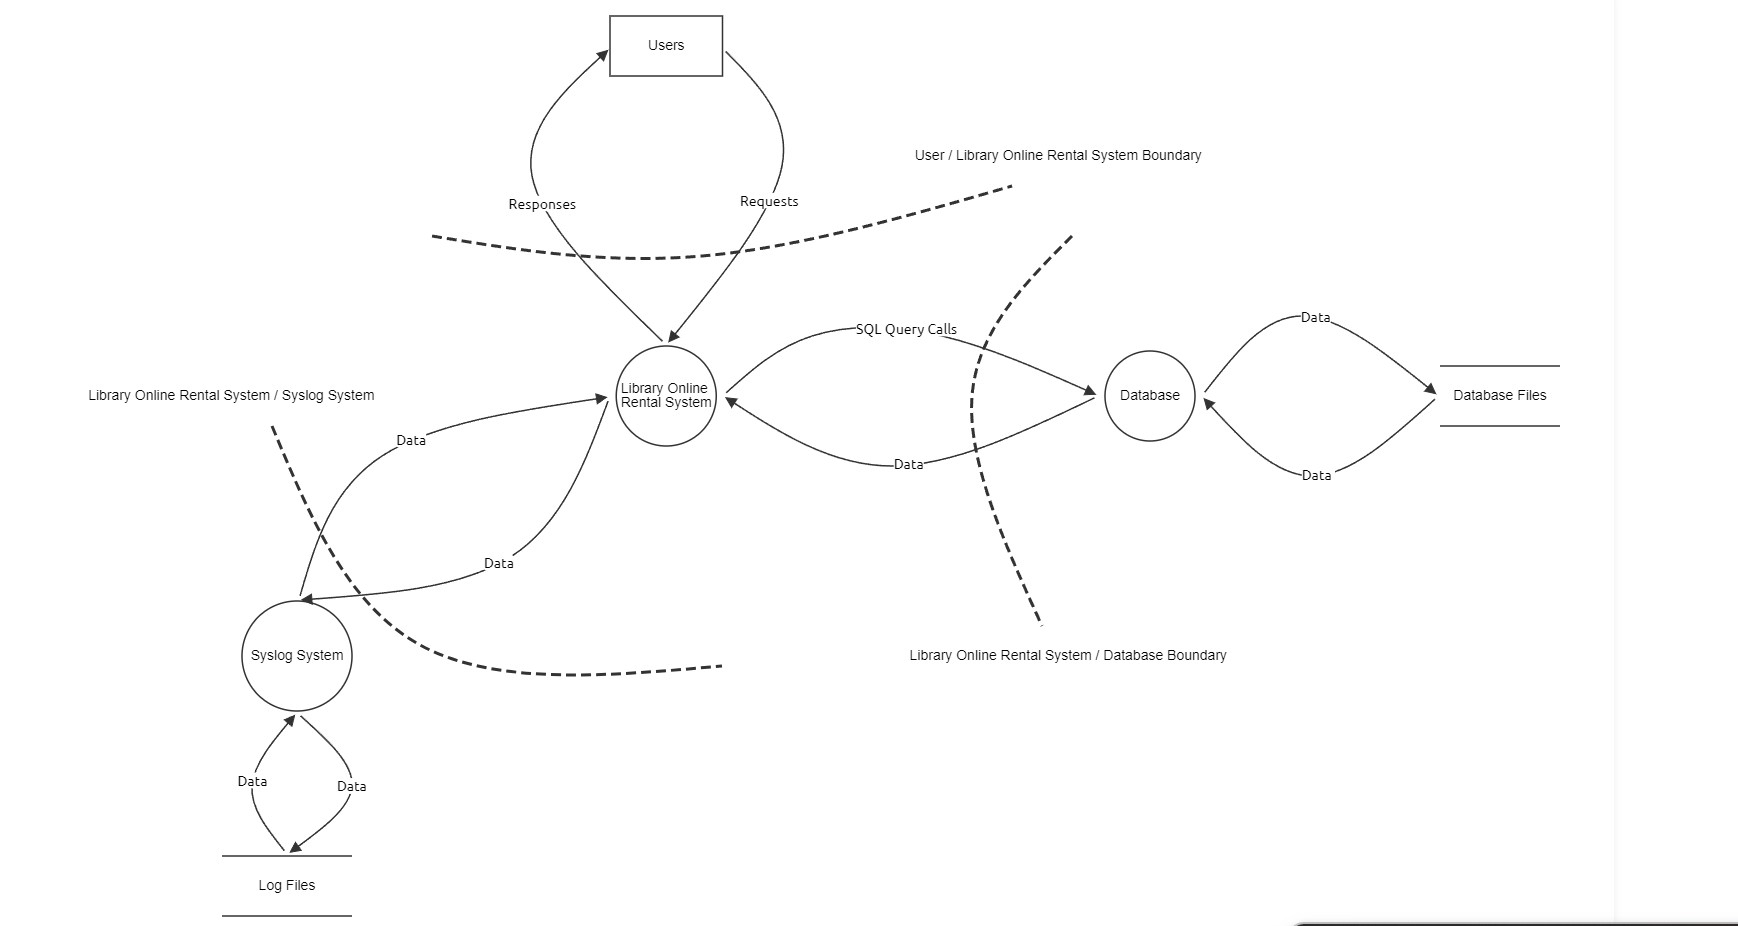 Users
User / Library Online Rental System Boundary
Responses
Requests
Data
SQL Query Calls
Library Online
Rental System
Database
Database Files
Library Online Rental System / Syslog System
Data
Data
Data
Data
Library Online Rental System / Database Boundary
Syslog System
Data
Data
Log Files